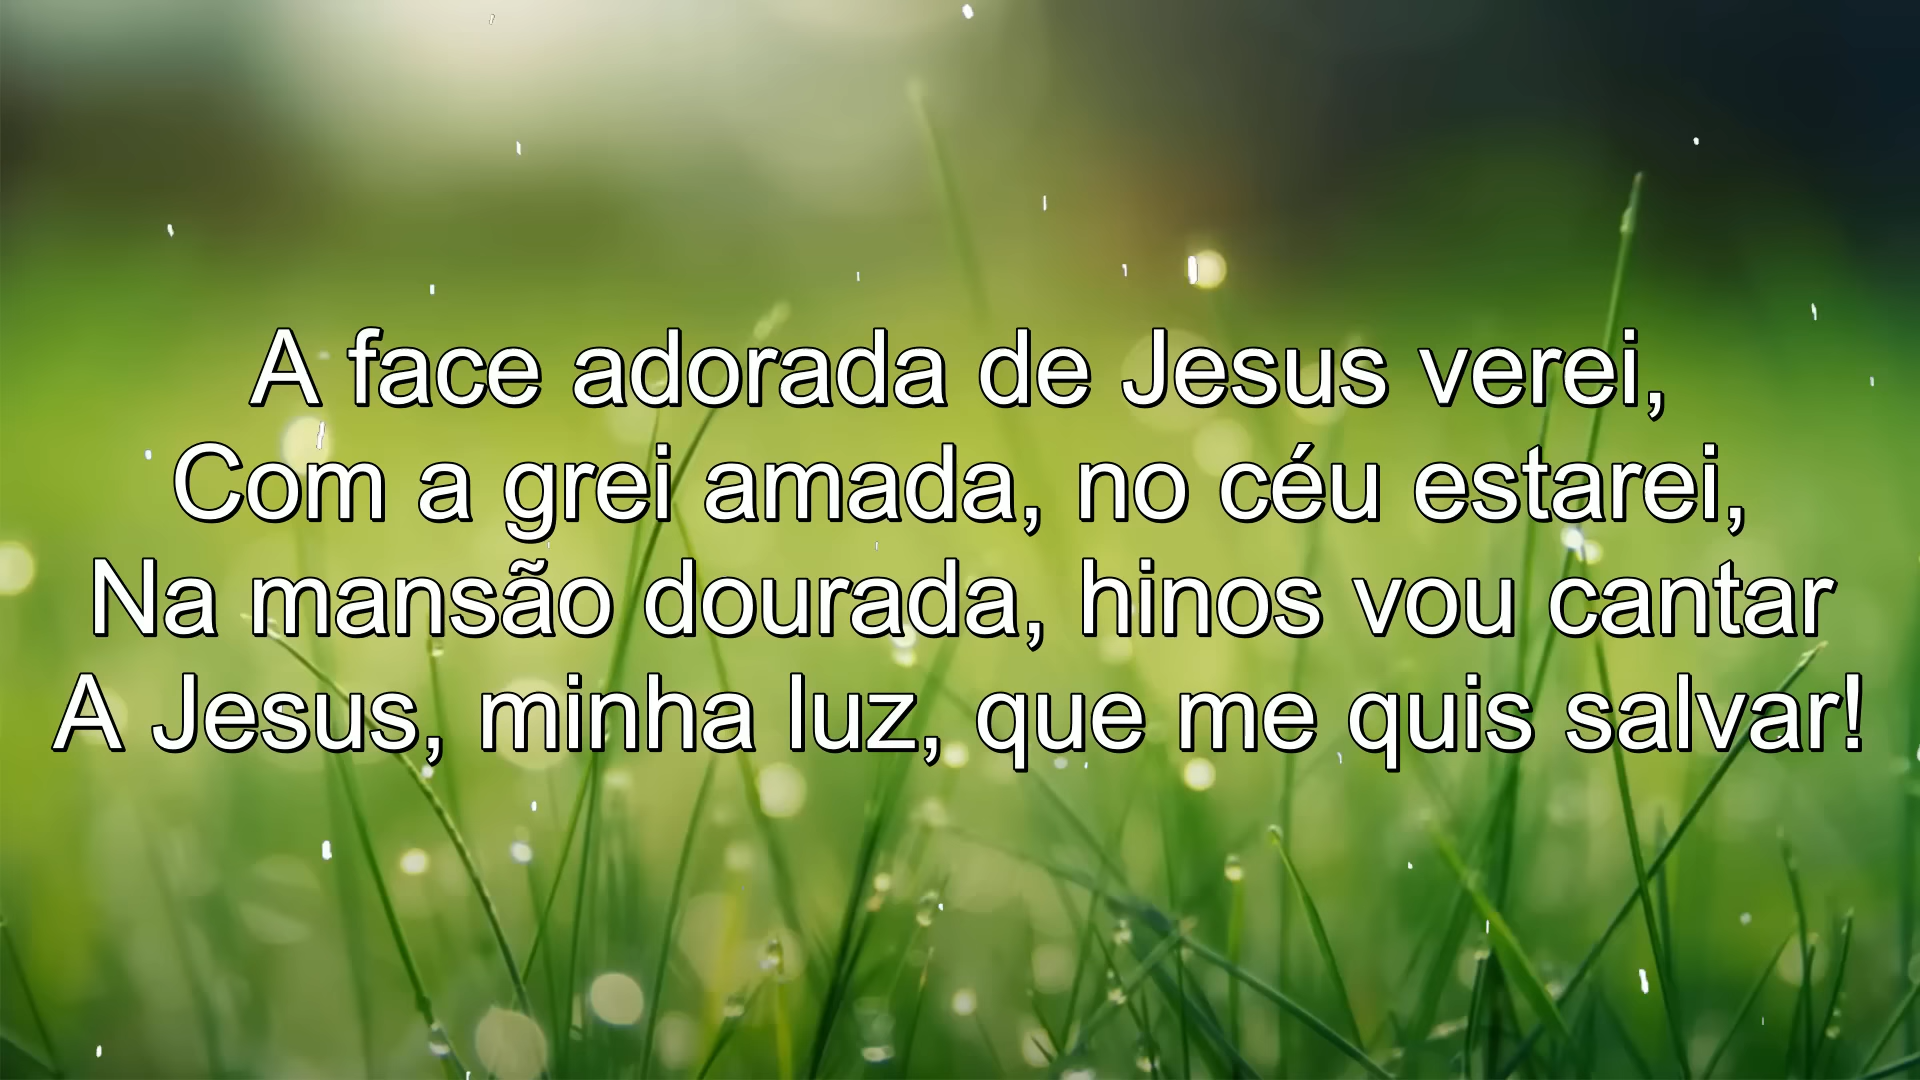 A face adorada de Jesus verei,
Com a grei amada, no céu estarei,
Na mansão dourada, hinos vou cantar
A Jesus, minha luz, que me quis salvar!